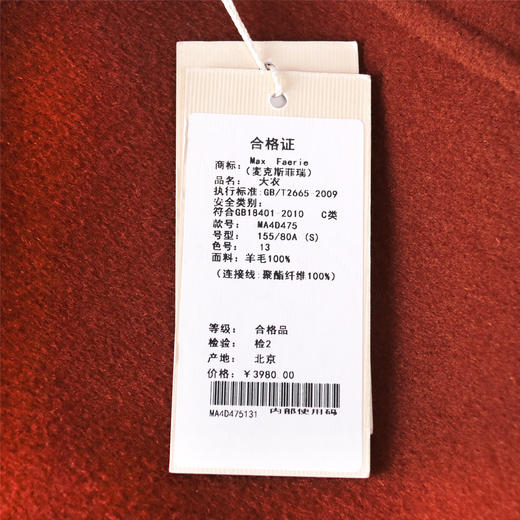 合格证
商标: Max Faerie
(麦克斯菲瑞)
品名: 大衣
执行标准:GB/T2665 2009
安全类别:
符合GB18401 2010 C类
款号: MA4D475
号型: 155/80A (S)
色号: 13
面料: 羊毛100%
(连接线:聚酯纤维100%)
等级: 合格品
检验: 检2
产地: 北京
价格: ¥3980.00
MA4D475131 内部使用码